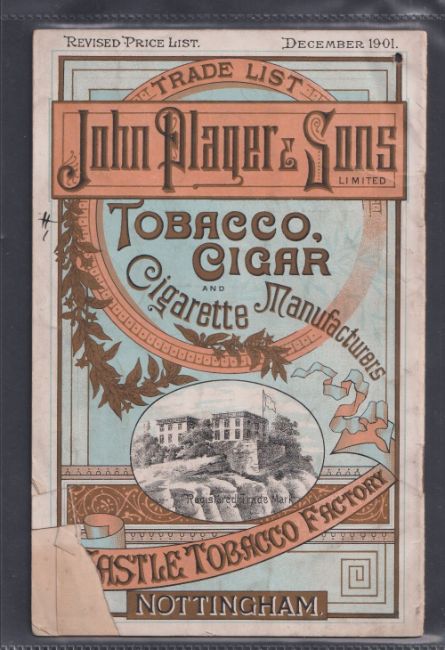 REVISED PRICE LIST. DECEMBER 1901.
TRADE LIST
John Player & Sons
LIMITED
TOBACCO,
CIGAR
AND
Cigarette Manufacturers
Registered Trade Mark
CASTLE TOBACCO FACTORY
NOTTINGHAM.